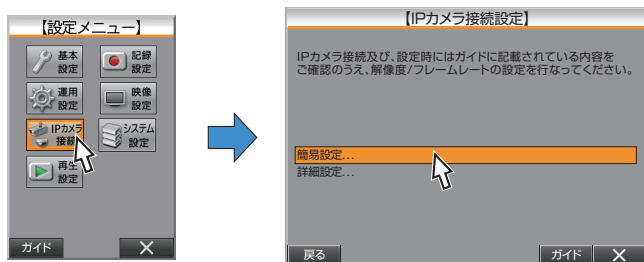 【設定メニュー】
基本
設定
記録
設定
運用
設定
映像
設定
IPカメラ
接続
システム
設定
再生
設定
ガイド
【IPカメラ接続設定】
IPカメラ接続及び、設定時にはガイドに記載されている内容を
ご確認のうえ、解像度/フレームレートの設定を行なってください。
簡易設定...
詳細設定...
戻る
ガイド